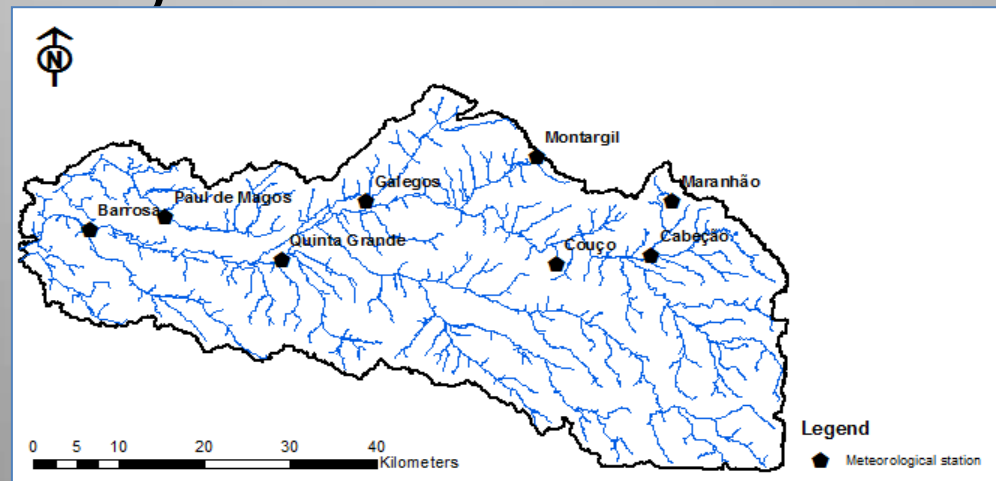 N
Montargil
Maranhão
Galegos
Paul de Magos
Barrosa
Quinta Grande
Couço
Cabeção
0 5 10 20 30 40
Kilometers
Legend
Meteorological station